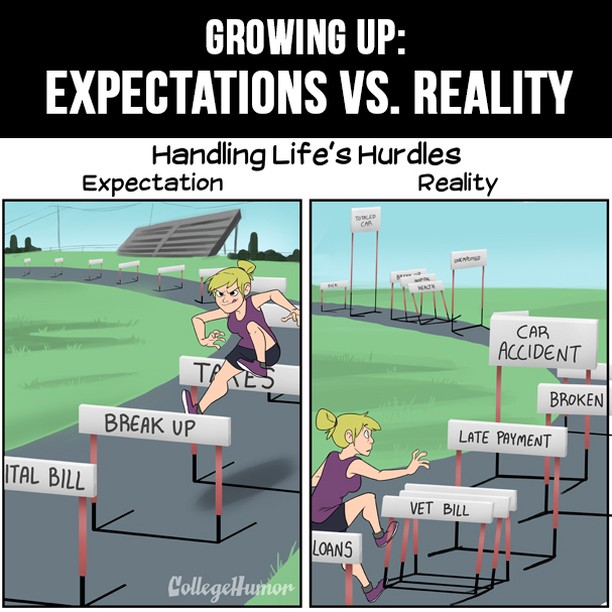 GROWING UP:
EXPECTATIONS VS. REALITY
Handling Life's Hurdles
Expectation
Reality
TAXES
BREAK UP
ITAL BILL
CollegeHumor
TOTALED
CAR
HEALTH
CAR
ACCIDENT
BROKEN
LATE PAYMENT
VET BILL
LOANS